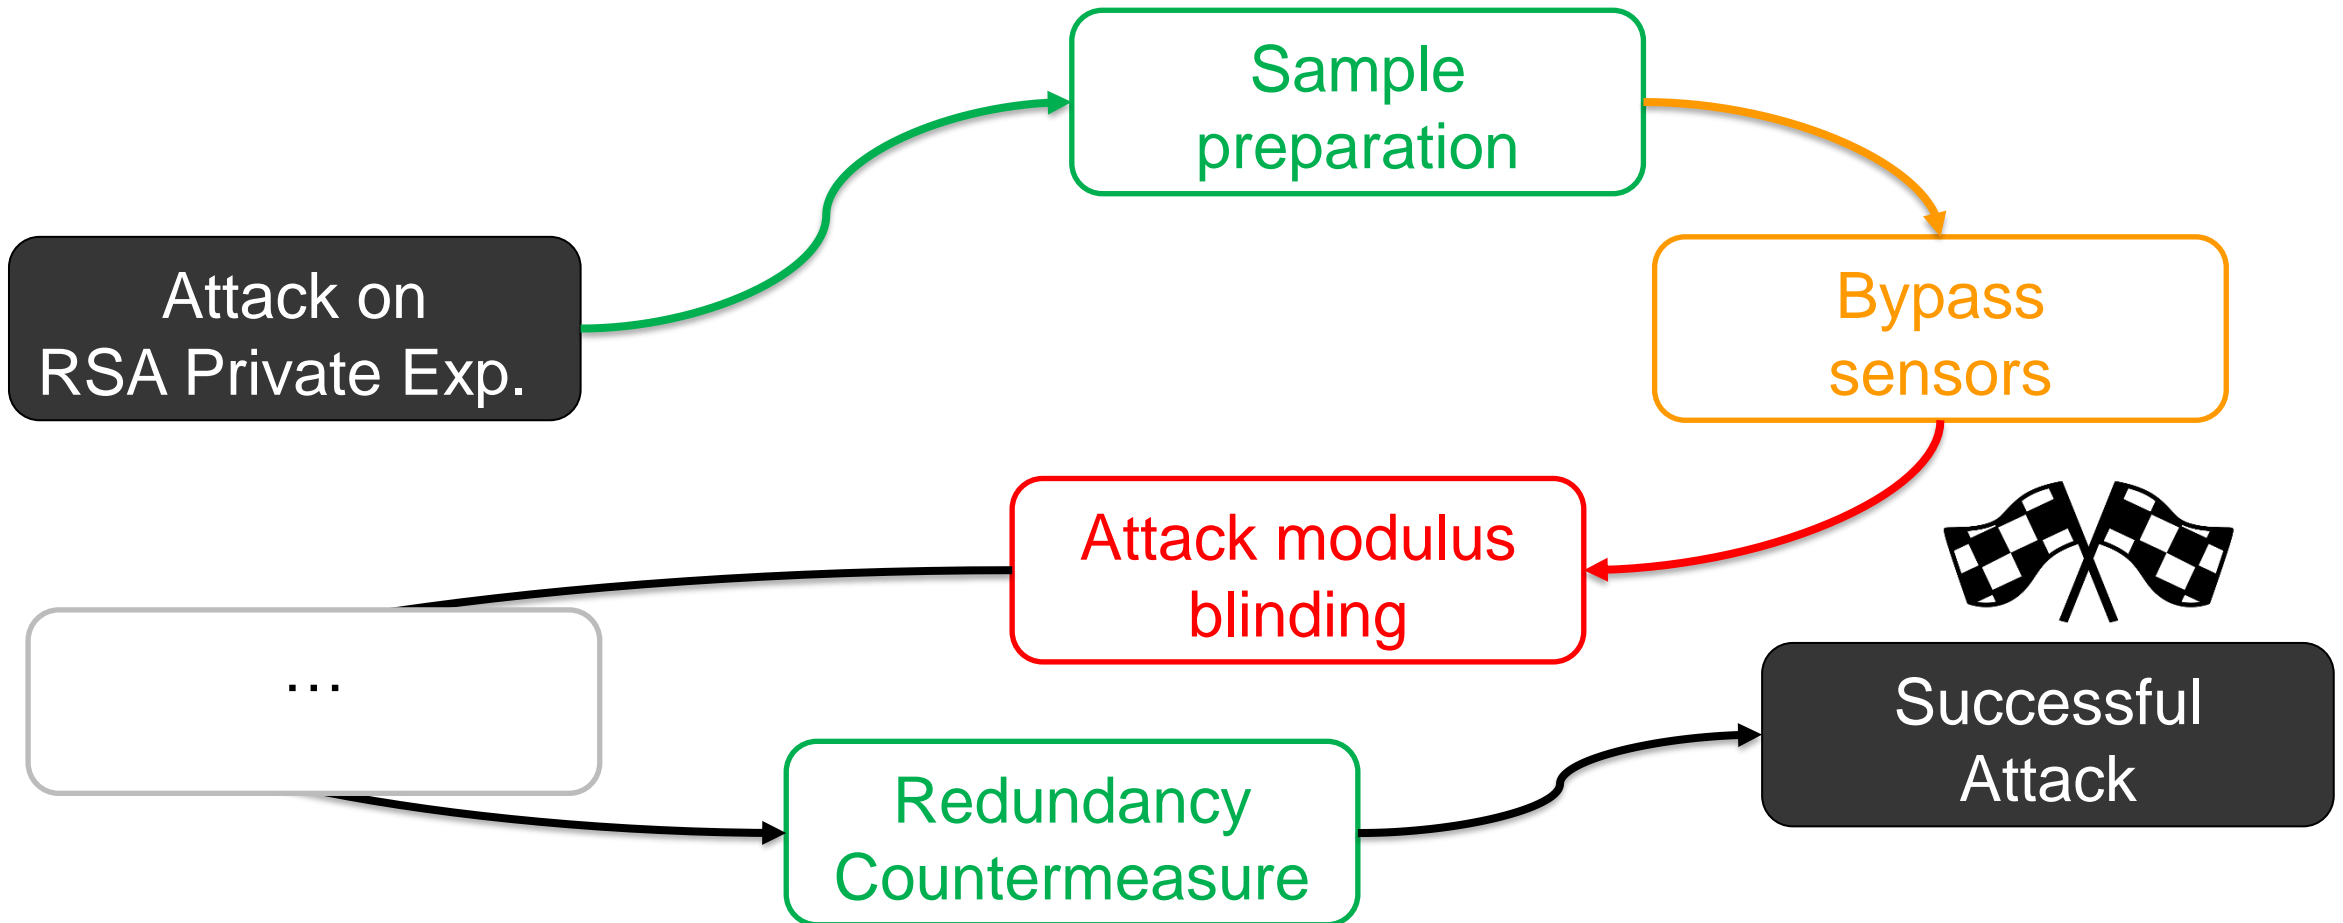 Attack on
RSA Private Exp.
Sample
preparation
Bypass
sensors
Attack modulus
blinding
…
Redundancy
Countermeasure
Successful
Attack